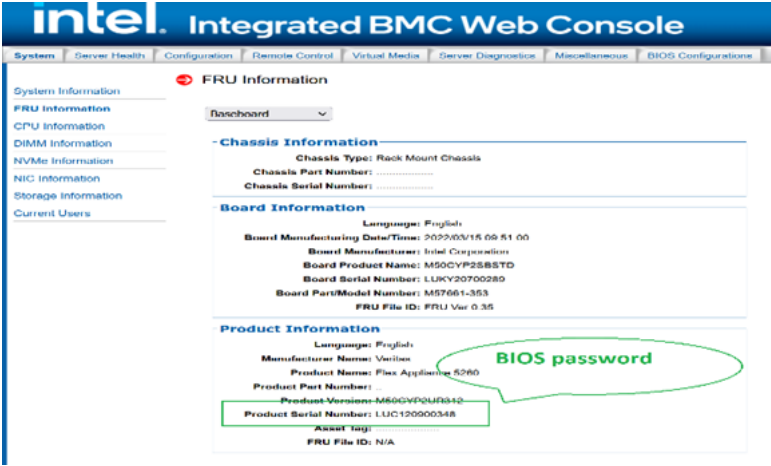 intel. Integrated BMC Web Console
System Server Health Configuration Remote Control Virtual Media Server Diagnostics Miscellaneous BIOS Configurations
FRU Information
System Information
FRU Information
CPU Information
DIMM Information
NVMe Information
NIC Information
Storage Information
Current Users
Baseboard
Chassis Information
Chassis Type: Rack Mount Chassis
Chassis Part Number: ..................
Chassis Serial Number: ..................
Board Information
Language: English
Board Manufacturing Date/Time: 2022/03/15 09:51:00
Board Manufacturer: Intel Corporation
Board Product Name: M50CYP2SBSTD
Board Serial Number: LUKY20700289
Board Part/Model Number: M57661-353
FRU File ID: FRU Ver 0.35
Product Information
Language: English
Manufacturer Name: Veritas
Product Name: Flex Appliance 5260
Product Part Number: ..
Product Version: M50CYP2UR312
Product Serial Number: LUC120900348
Asset Tag: ....................
FRU File ID: N/A
BIOS password